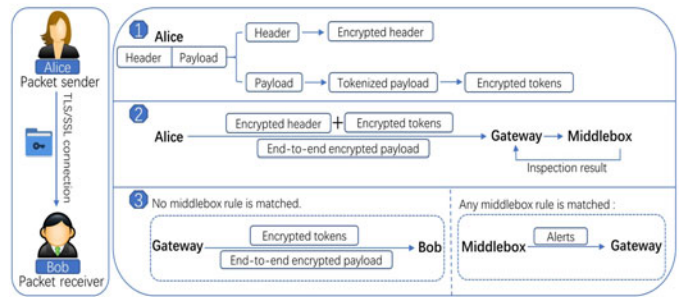 Alice
Packet sender
TLS/SSL connection
Bob
Packet receiver
1
Alice
Header Payload
Header
Encrypted header
Payload
Tokenized payload
Encrypted tokens
2
Alice
Encrypted header + Encrypted tokens
End-to-end encrypted payload
Gateway
Middlebox
Inspection result
3
No middlebox rule is matched.
Gateway
Encrypted tokens
End-to-end encrypted payload
Bob
Any middlebox rule is matched :
Middlebox
Alerts
Gateway